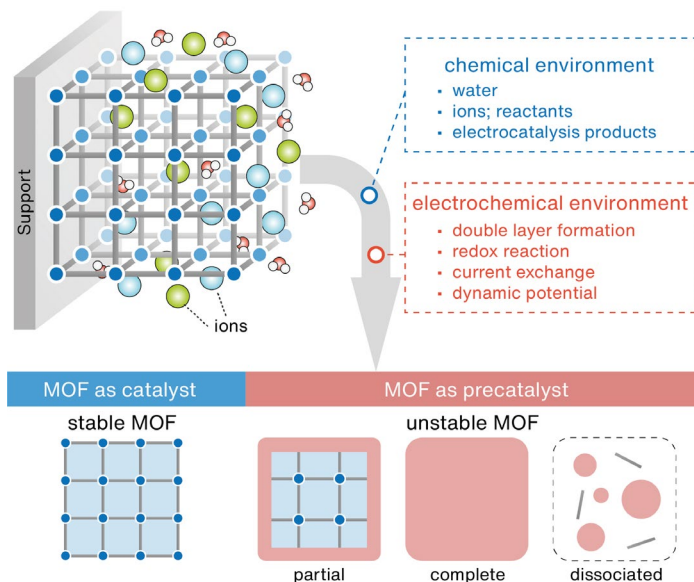 Support
ions
chemical environment
▪ water
▪ ions; reactants
▪ electrocatalysis products
electrochemical environment
▪ double layer formation
▪ redox reaction
▪ current exchange
▪ dynamic potential
MOF as catalyst
MOF as precatalyst
stable MOF
unstable MOF
partial
complete
dissociated